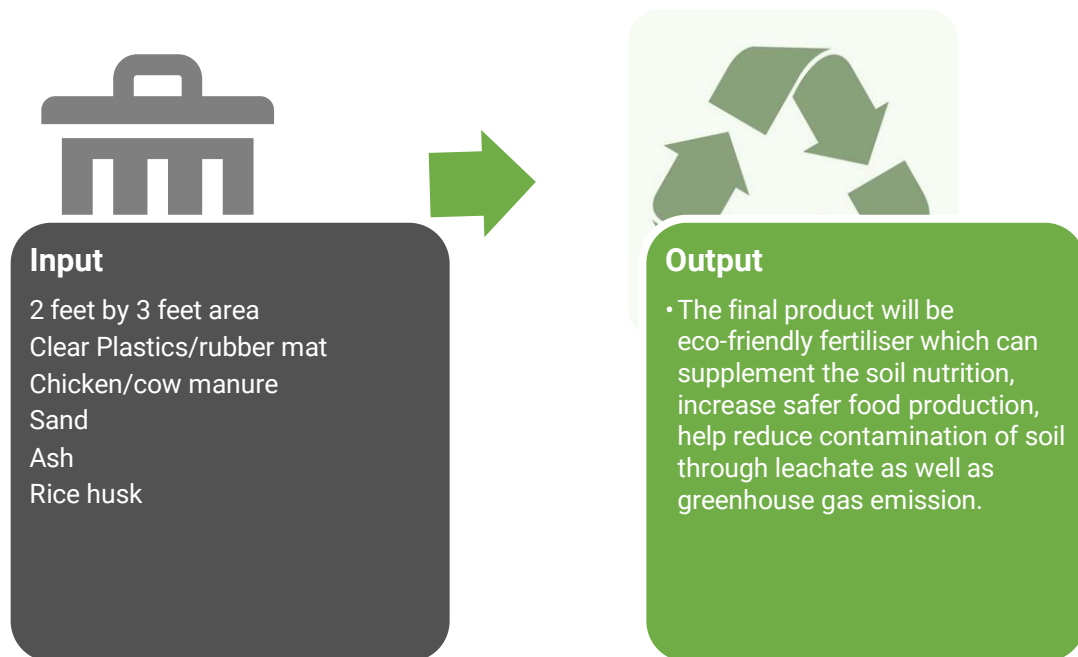 Input
2 feet by 3 feet area
Clear Plastics/rubber mat
Chicken/cow manure
Sand
Ash
Rice husk
Output
• The final product will be
eco-friendly fertiliser which can
supplement the soil nutrition,
increase safer food production,
help reduce contamination of soil
through leachate as well as
greenhouse gas emission.